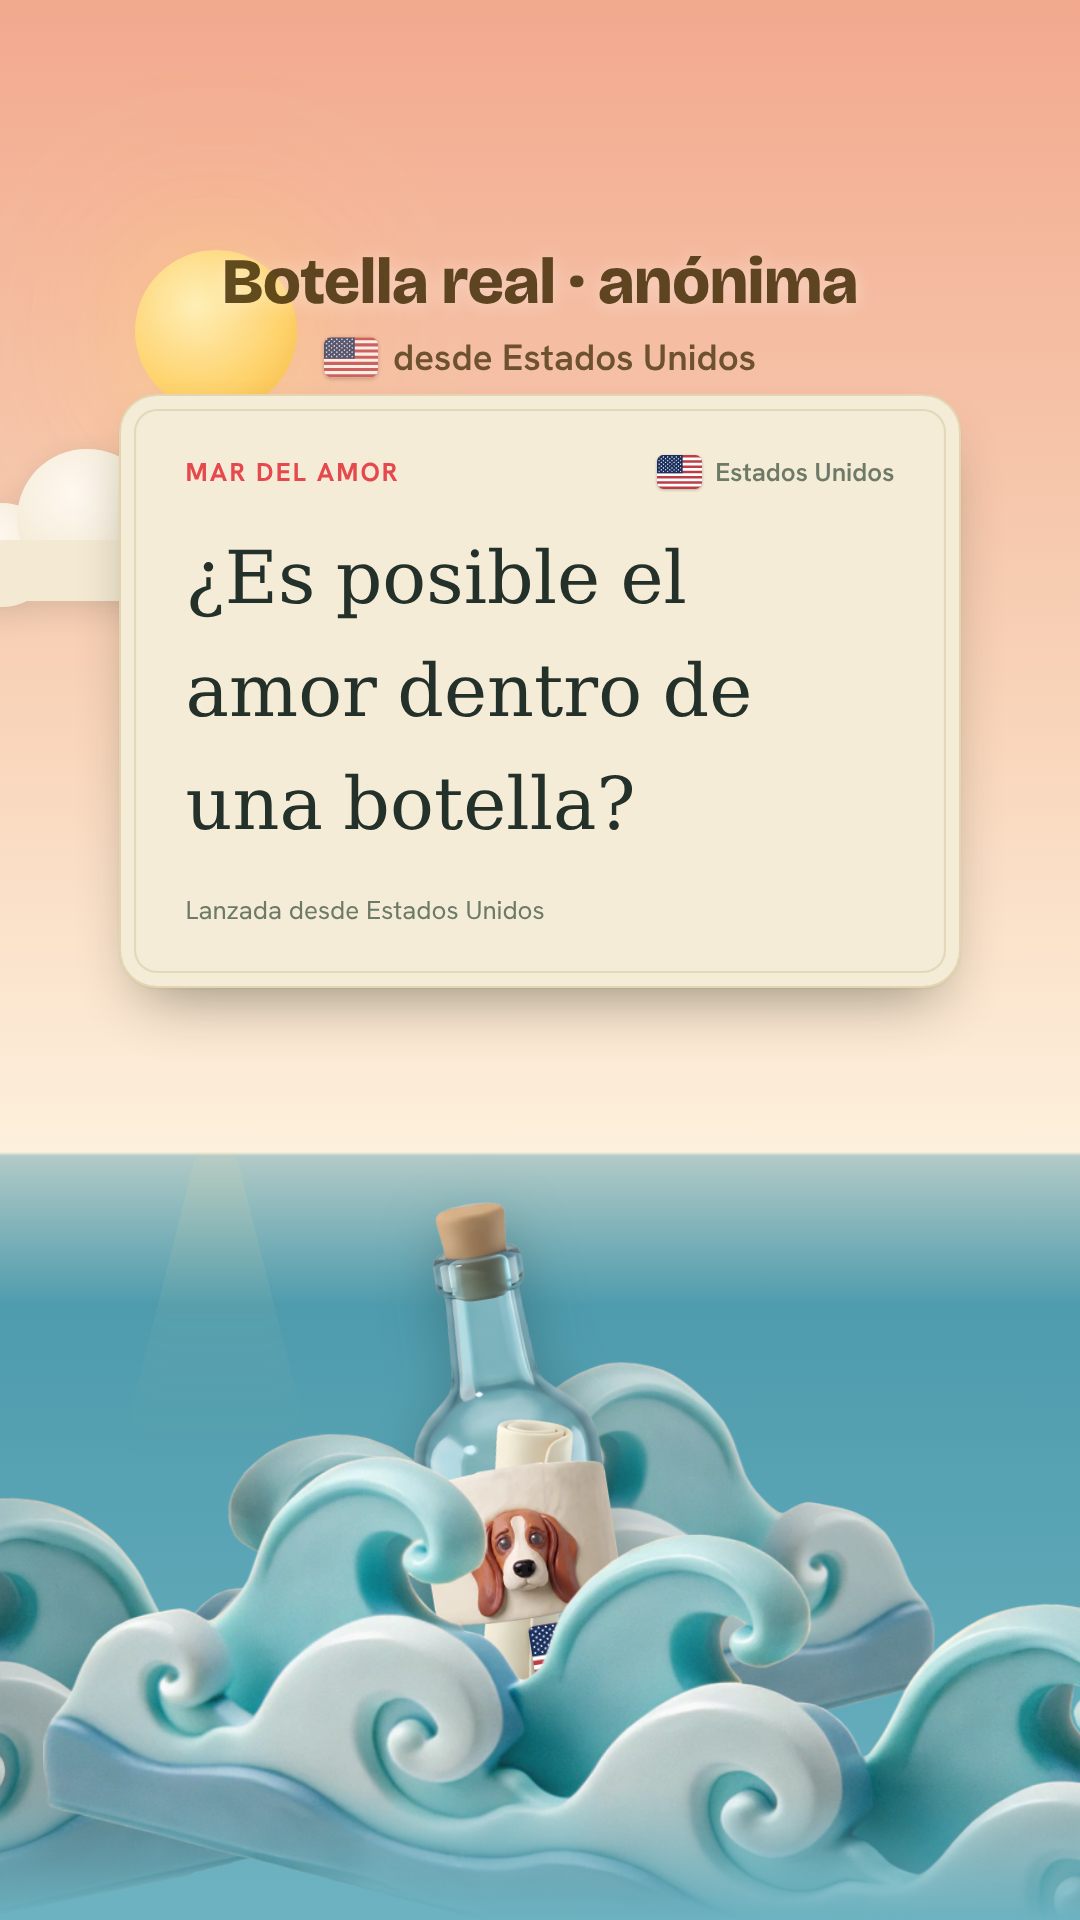 Botella real · anónima
desde Estados Unidos
MAR DEL AMOR
Estados Unidos
¿Es posible el
amor dentro de
una botella?
Lanzada desde Estados Unidos